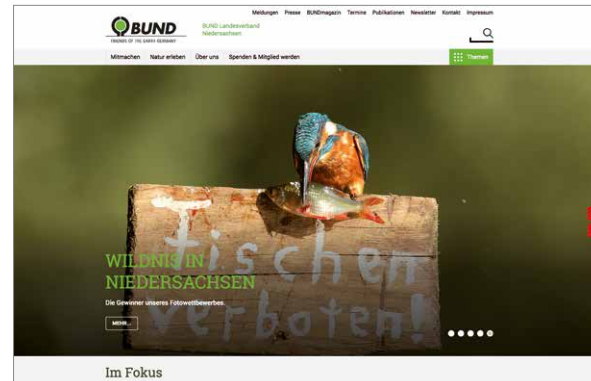 Meldungen Presse BUNDmagazin Termine Publikationen Newsletter Kontakt Impressum
BUND
FRIENDS OF THE EARTH GERMANY
BUND Landesverband
Niedersachsen
Mitmachen Natur erleben Über uns Spenden & Mitglied werden
Themen
Fischen
verboten!
WILDNIS IN
NIEDERSACHSEN
Die Gewinner unseres Fotowettbewerbes.
MEHR...
Im Fokus